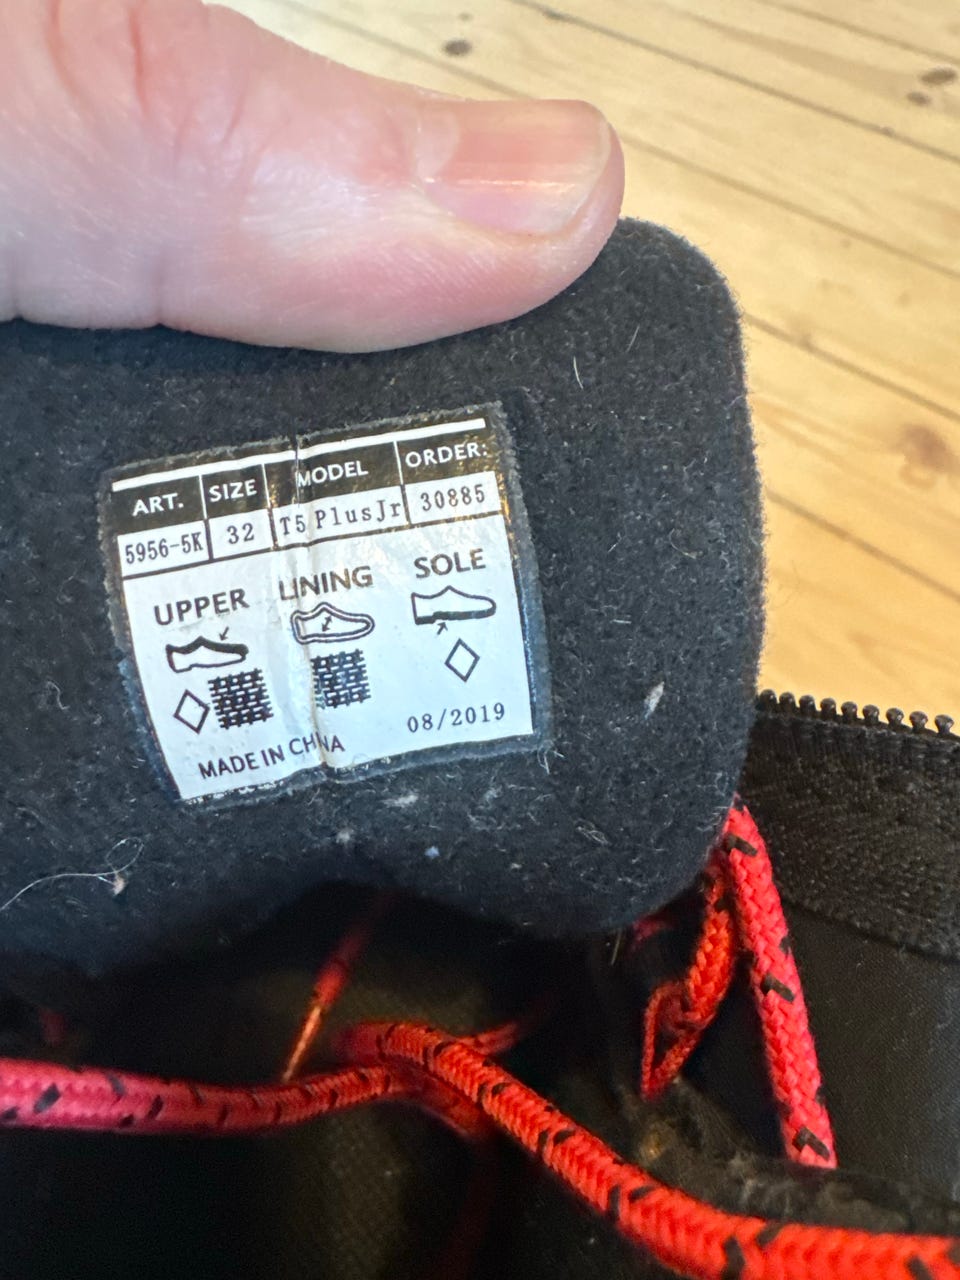 ART. SIZE MODEL ORDER:
5956-5K 32 T5 PlusJr 30885
UPPER LINING SOLE
08/2019
MADE IN CHINA